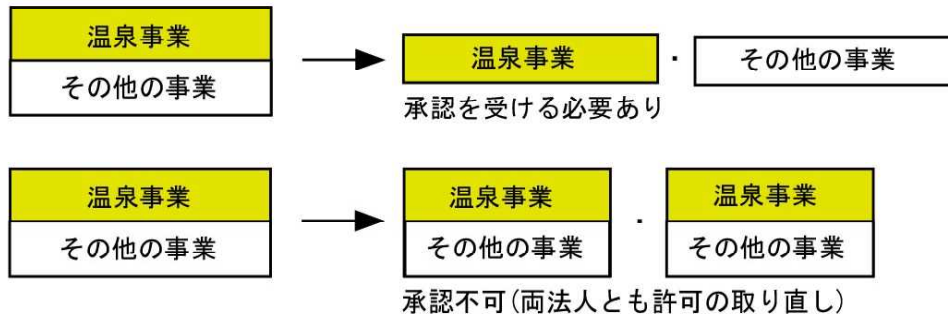 温泉事業
その他の事業
温泉事業 ・ その他の事業
承認を受ける必要あり
温泉事業
その他の事業
温泉事業 ・ 温泉事業
その他の事業 その他の事業
承認不可(両法人とも許可の取り直し)